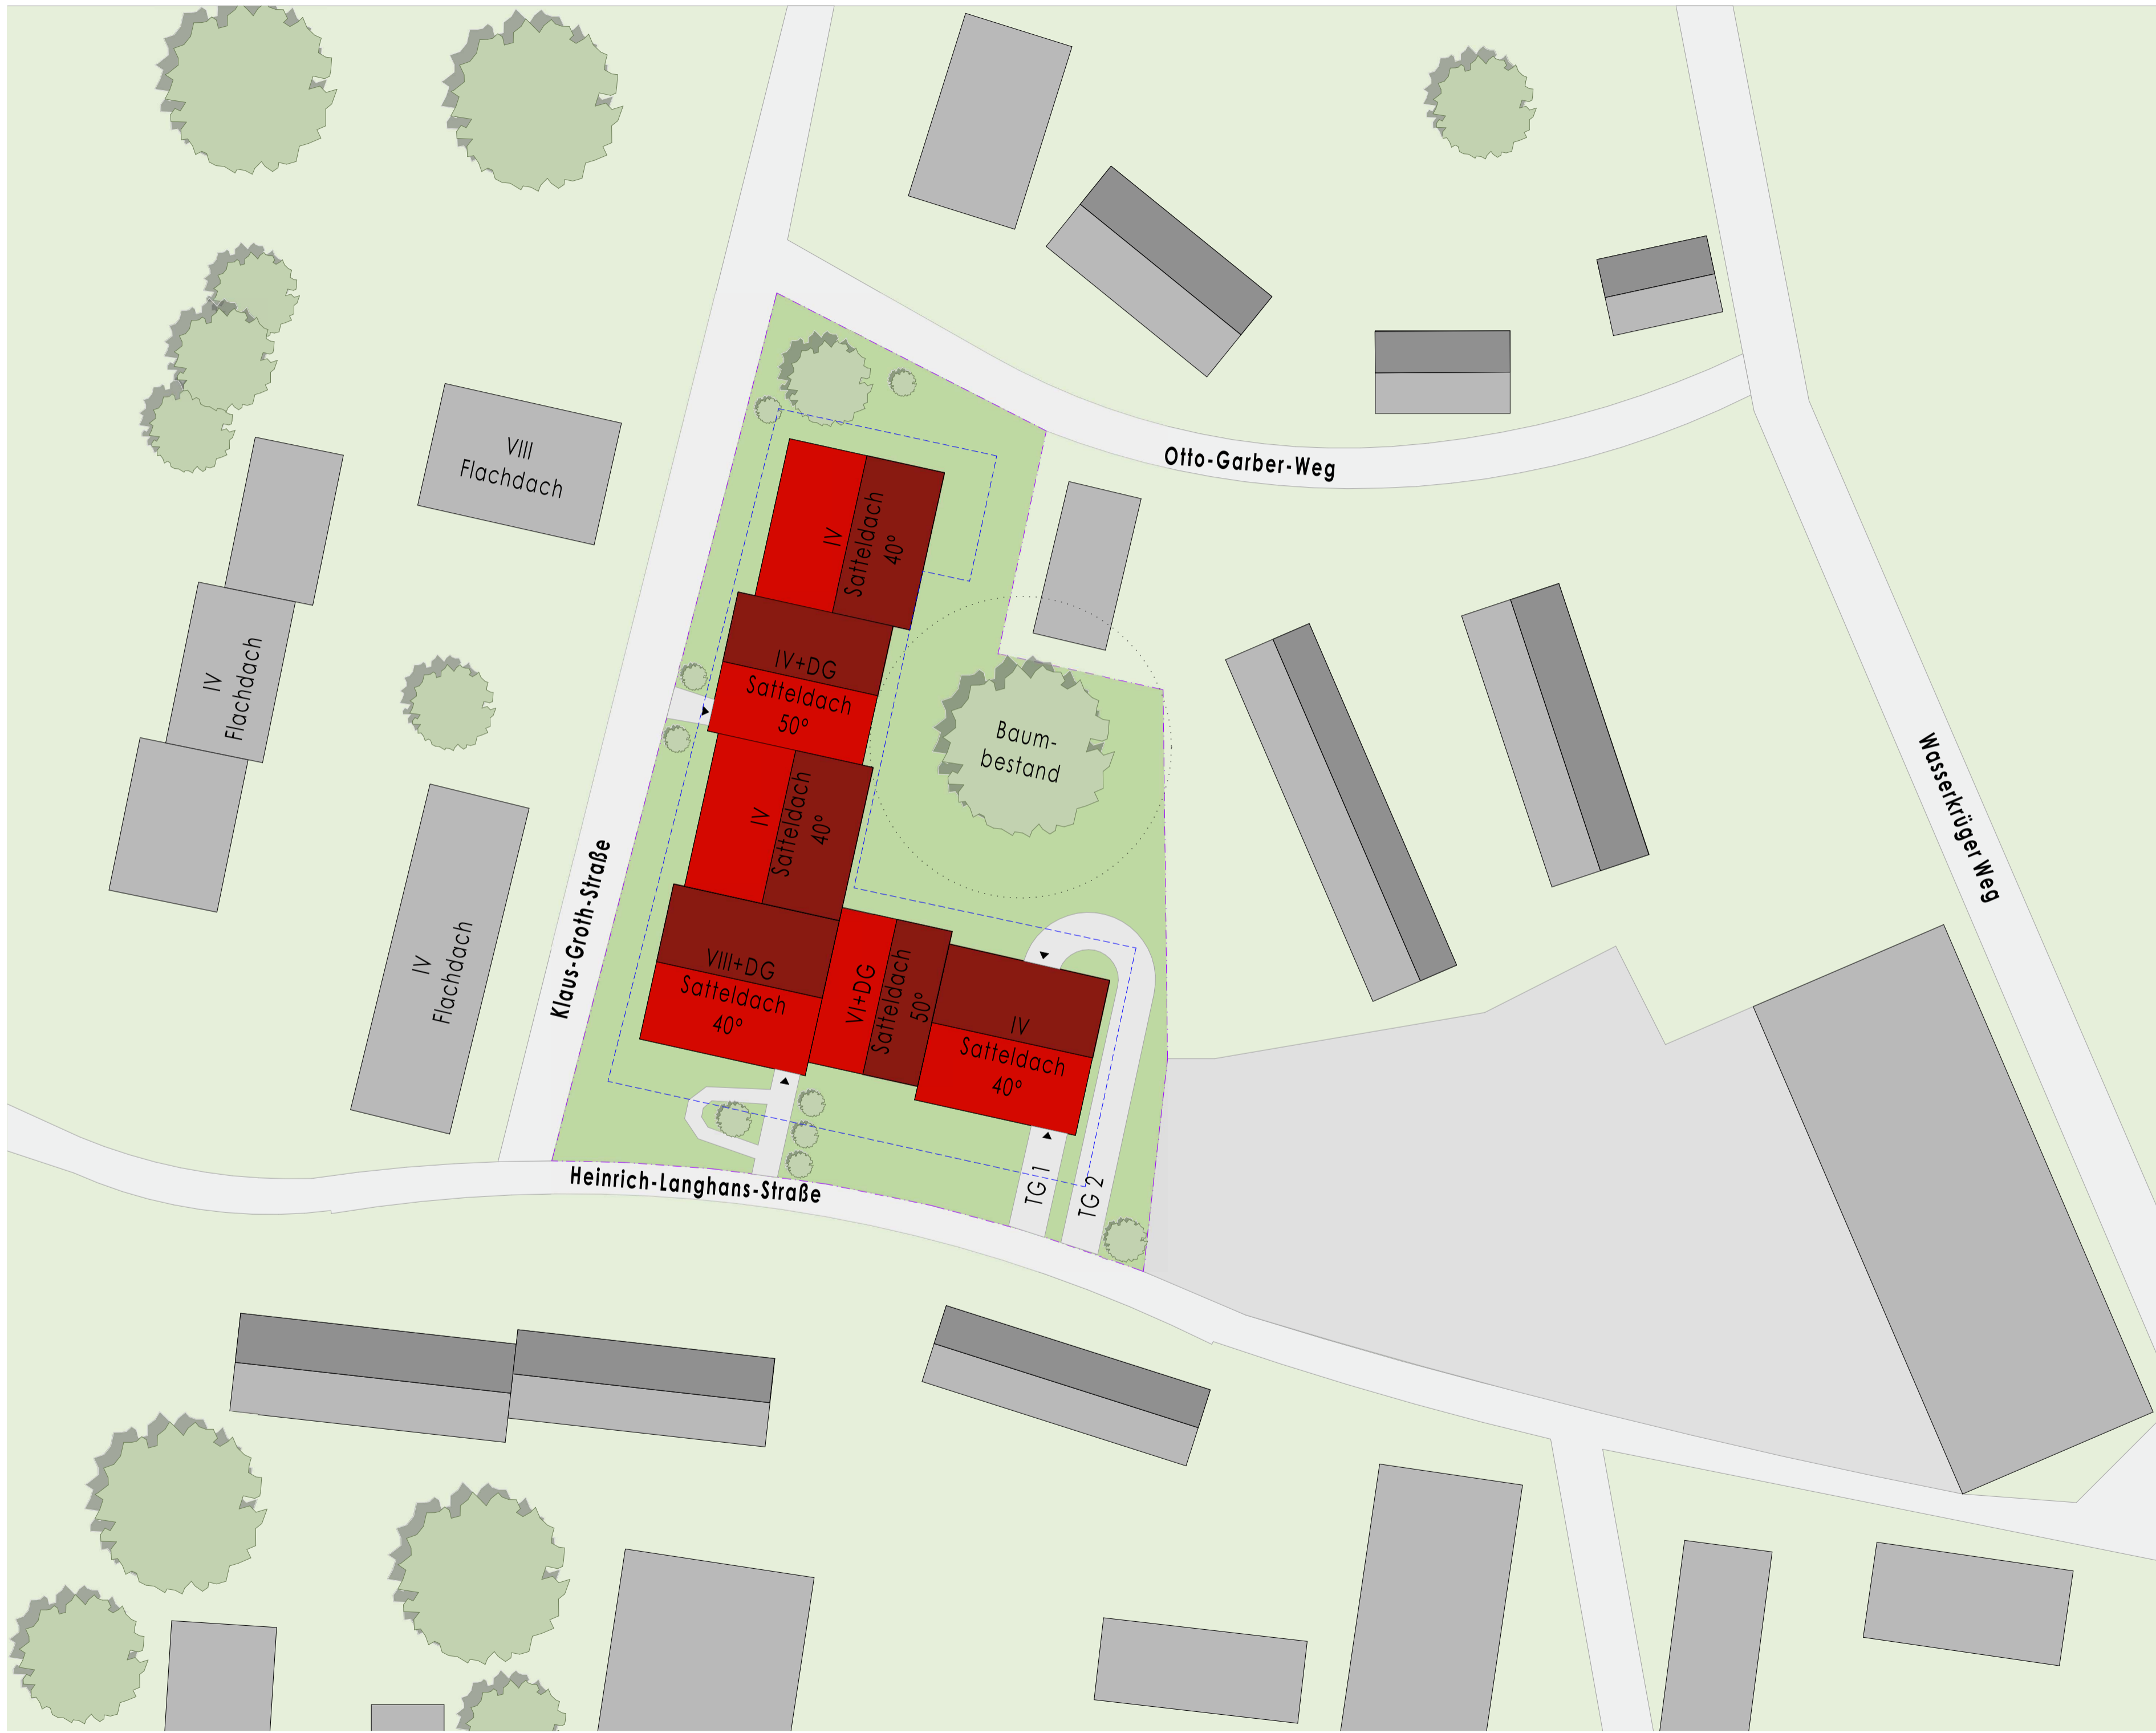 VIII
Flachdach
Otto-Garber-Weg
IV
Satteldach
40°
IV
Flachdach
IV+DG
Satteldach
50°
Baum-
bestand
IV
Satteldach
40°
Wasserkrüger Weg
Klaus-Groth-Straße
IV
Flachdach
VIII+DG
Satteldach
40°
VI+DG
Satteldach
50°
IV
Satteldach
40°
TG 1
TG 2
Heinrich-Langhans-Straße